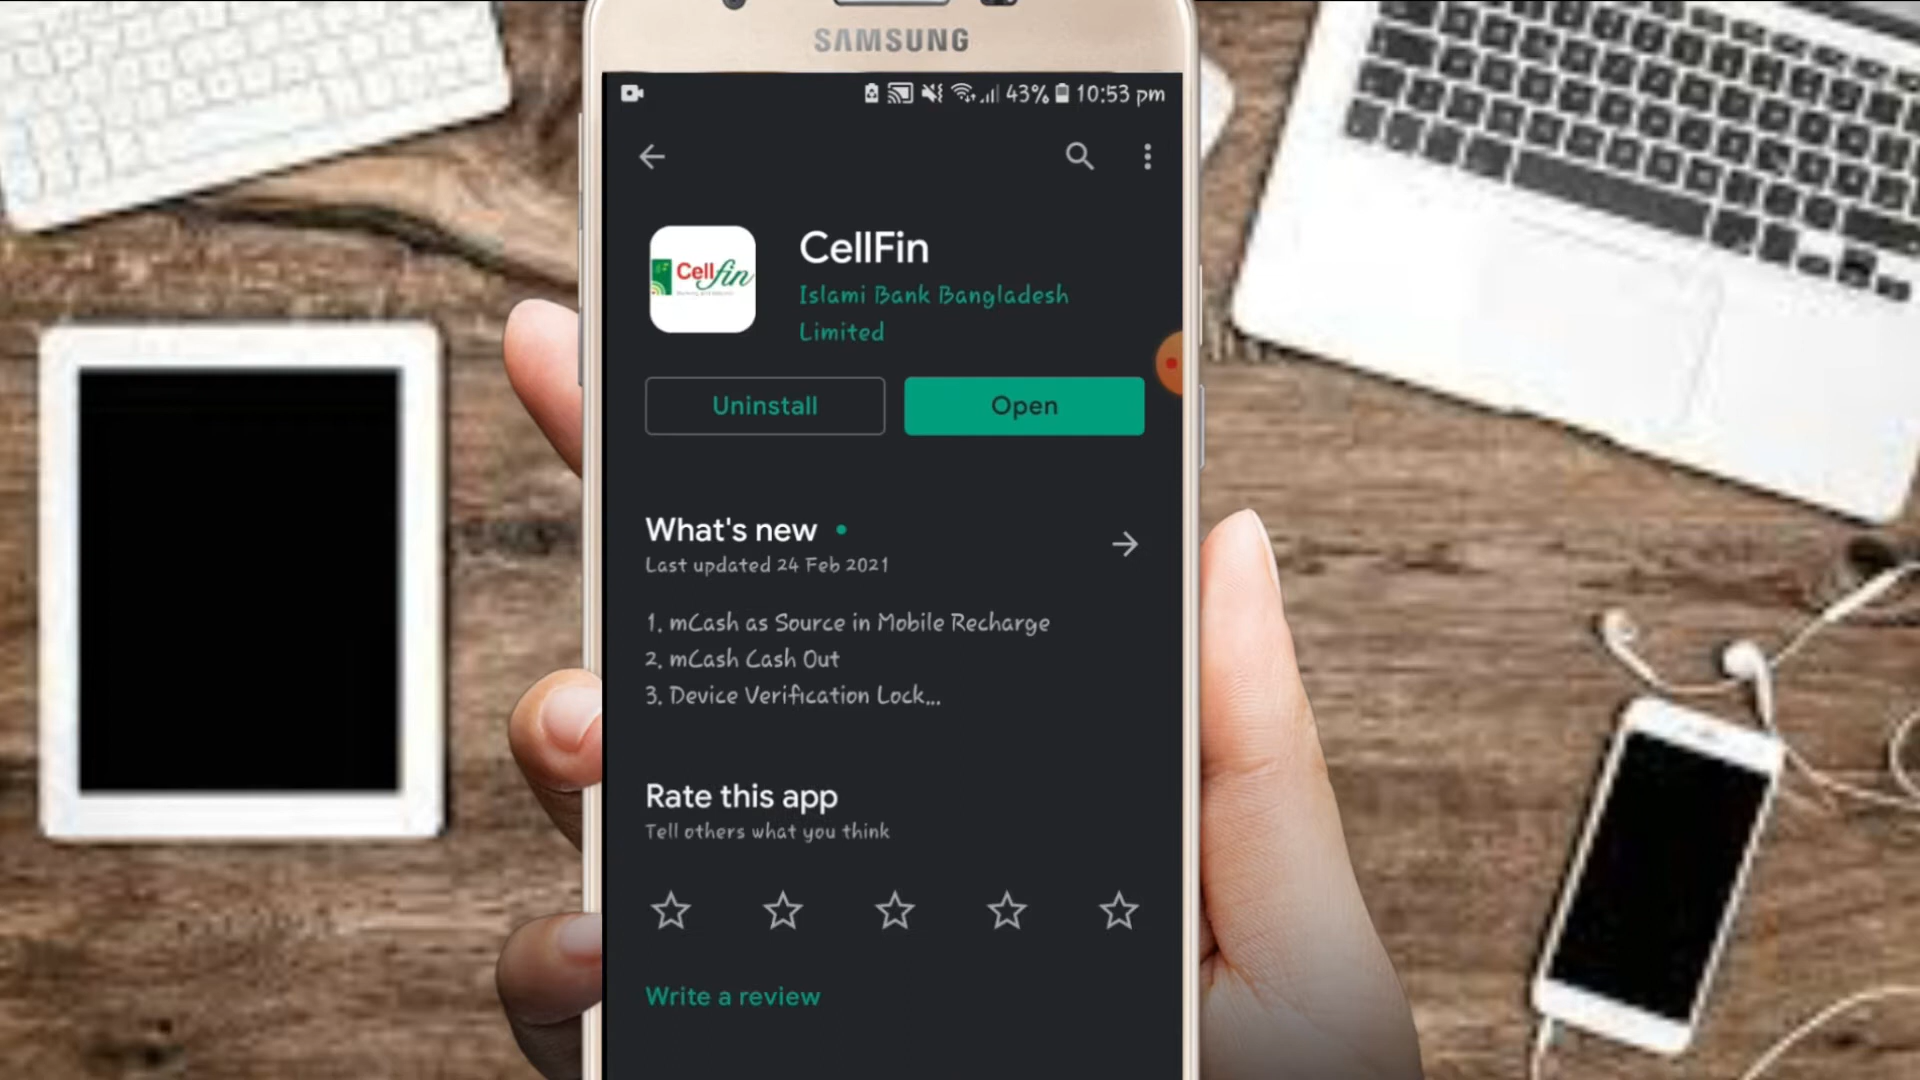 SAMSUNG
43% 10:53 pm
Cellfin
CellFin
Islami Bank Bangladesh
Limited
Uninstall
Open
What's new
Last updated 24 Feb 2021
1. mCash as Source in Mobile Recharge
2. mCash Cash Out
3. Device Verification Lock...
Rate this app
Tell others what you think
Write a review